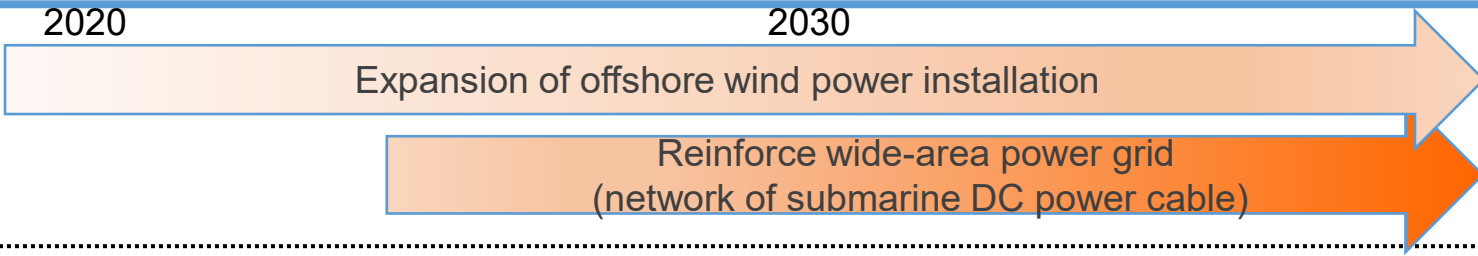 2020 2030
Expansion of offshore wind power installation
Reinforce wide-area power grid
(network of submarine DC power cable)